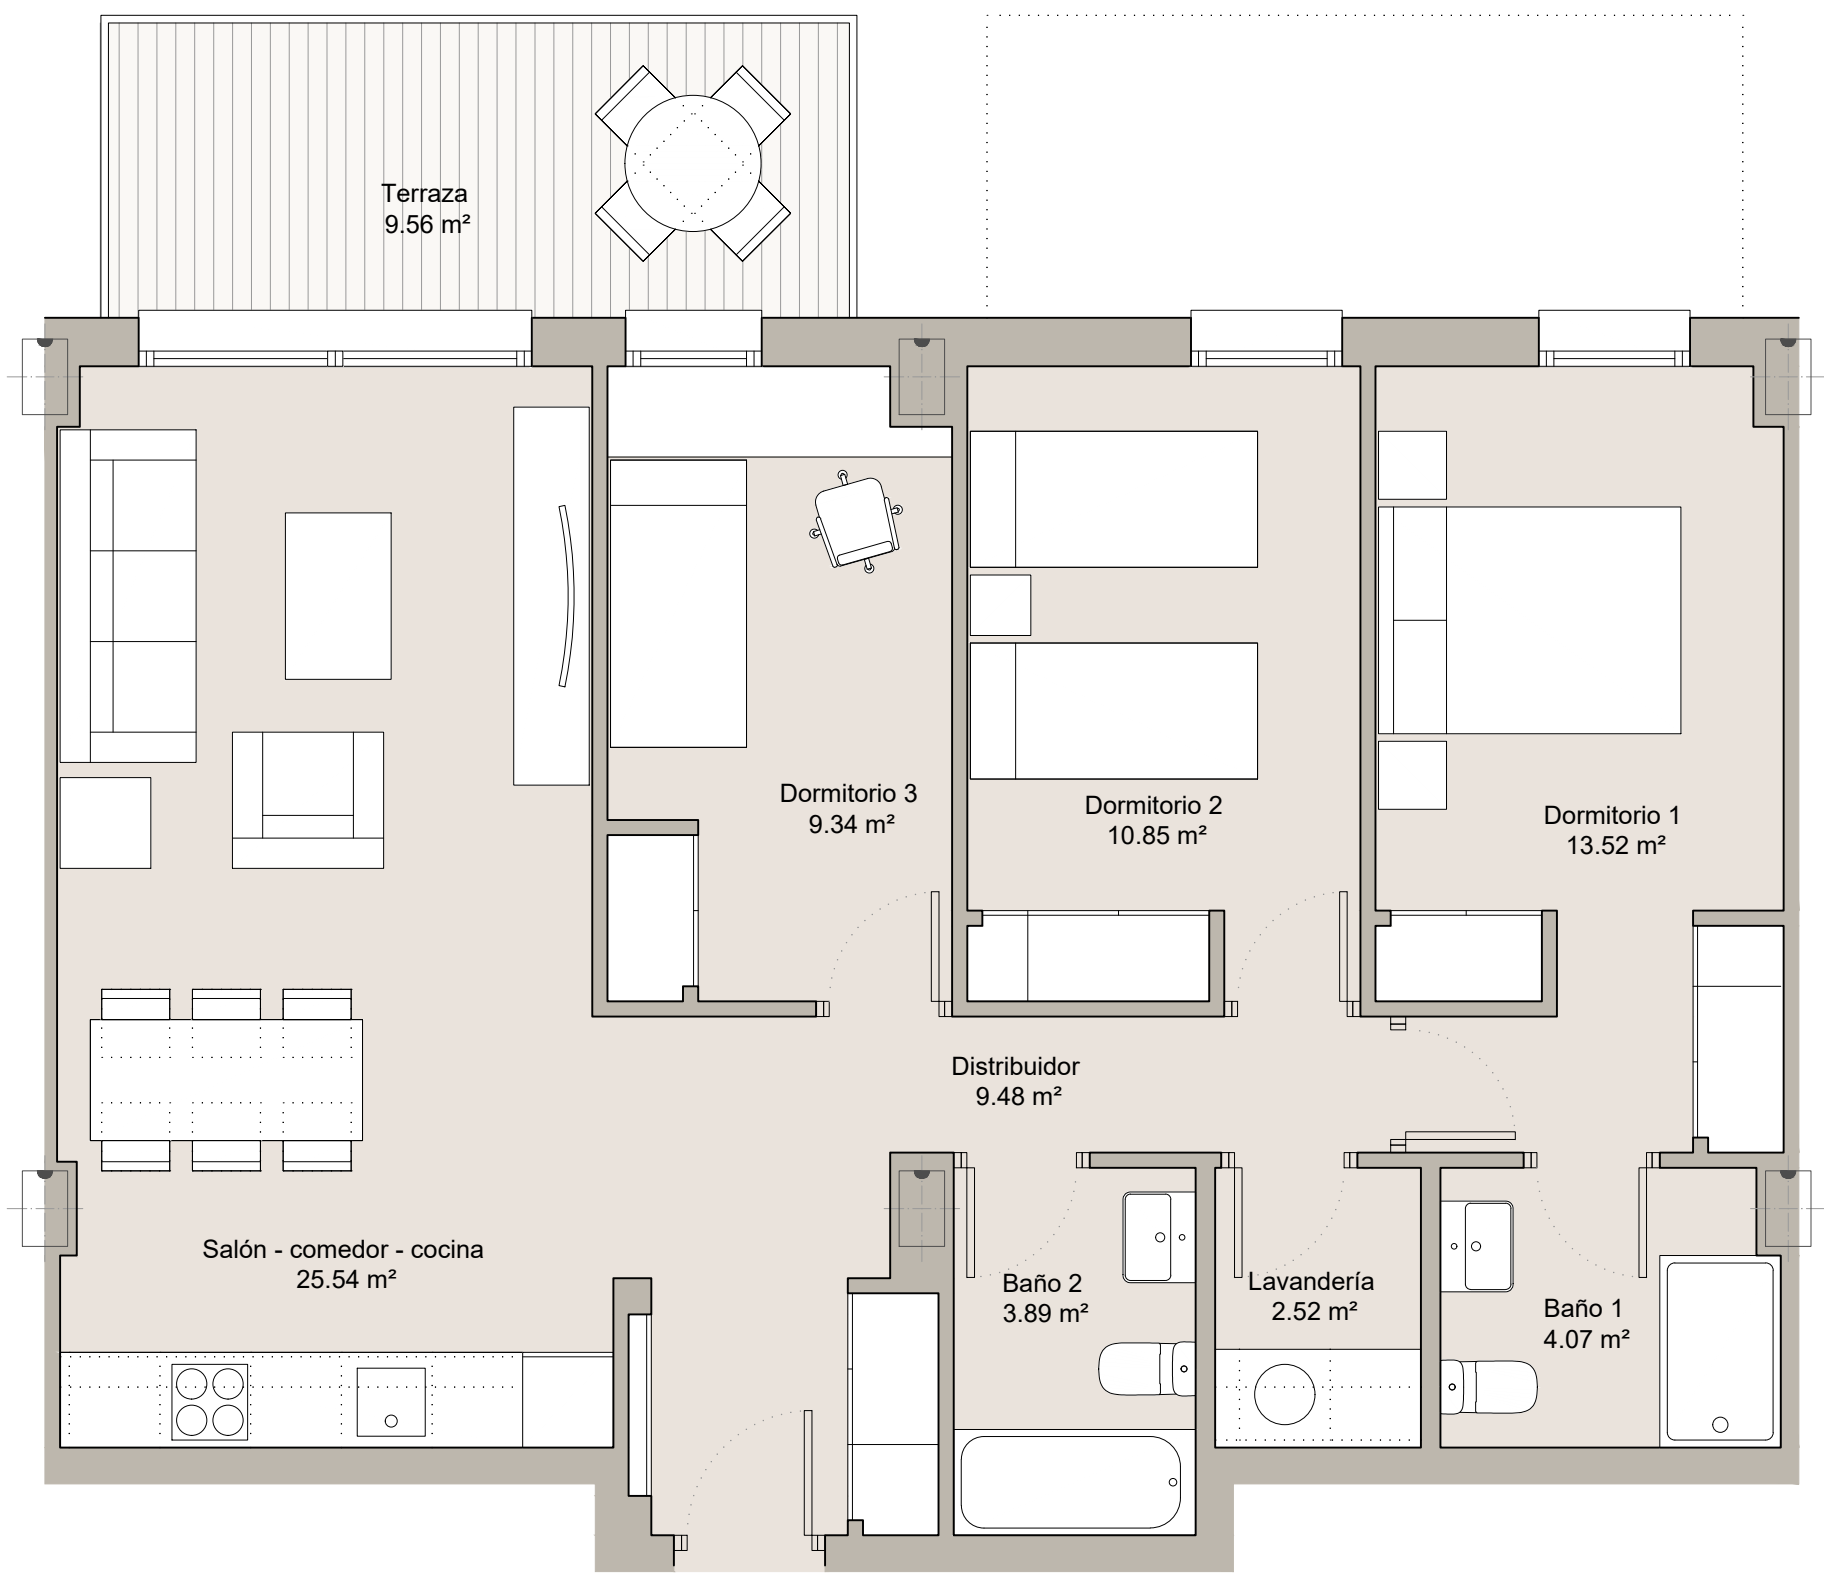 Terraza
9.56 m²
Dormitorio 3
9.34 m²
Dormitorio 2
10.85 m²
Dormitorio 1
13.52 m²
Distribuidor
9.48 m²
Salón - comedor - cocina
25.54 m²
Baño 2
3.89 m²
Lavandería
2.52 m²
Baño 1
4.07 m²